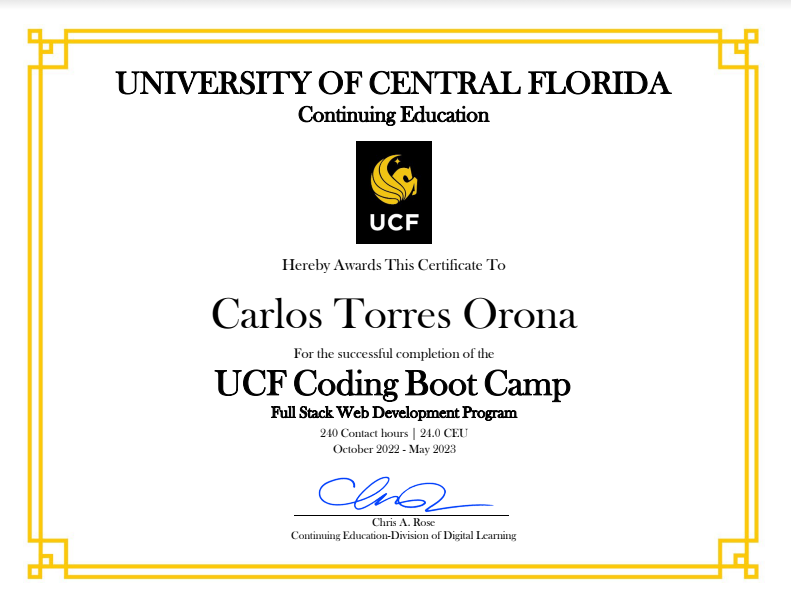 UNIVERSITY OF CENTRAL FLORIDA
Continuing Education
UCF
Hereby Awards This Certificate To
Carlos Torres Orona
For the successful completion of the
UCF Coding Boot Camp
Full Stack Web Development Program
240 Contact hours | 24.0 CEU
October 2022 - May 2023
Chris A. Rose
Continuing Education-Division of Digital Learning